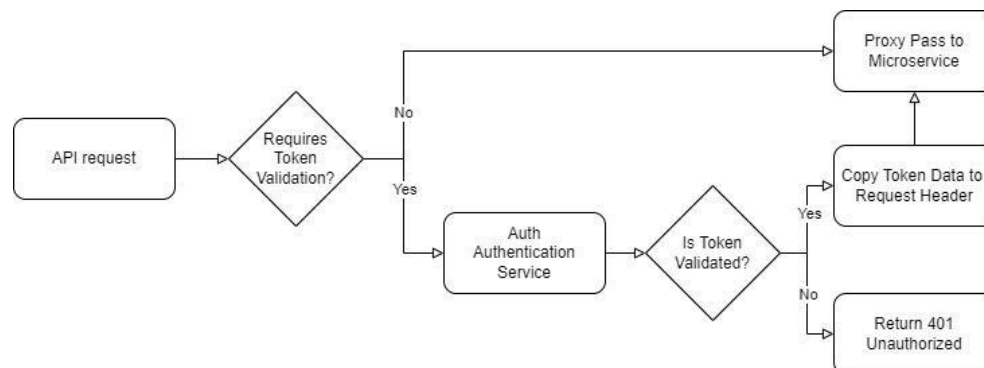 Proxy Pass to
Microservice
No
API request
Requires
Token
Validation?
Yes
Copy Token Data to
Request Header
Auth
Authentication
Service
Is Token
Validated?
Yes
No
Return 401
Unauthorized